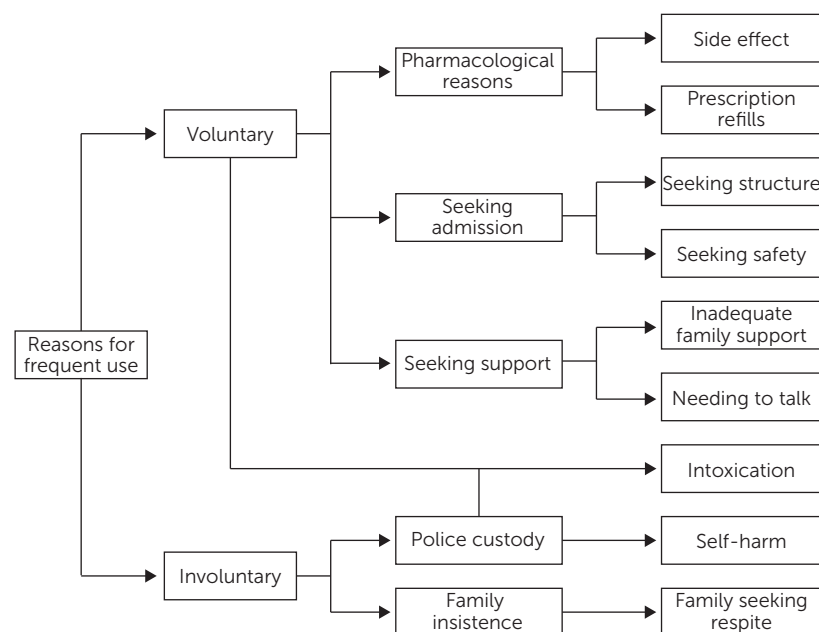 Side effect
Pharmacological
reasons
Prescription
refills
Voluntary
Seeking structure
Seeking
admission
Seeking safety
Inadequate
family support
Reasons for
frequent use
Seeking support
Needing to talk
Intoxication
Police custody
Self-harm
Involuntary
Family
insistence
Family seeking
respite